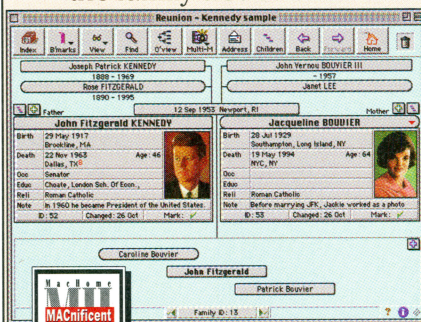 Reunion - Kennedy sample
Index
B'marks
View
Find
O'view
Multi-M
Address
Children
Back
Forward
Home
Joseph Patrick KENNEDY
1888 - 1969
Rose FITZGERALD
1890 - 1995
John Vernou BOUVIER III
- 1957
Janet LEE
Father
12 Sep 1953 Newport, RI
Mother
John Fitzgerald KENNEDY
Birth 29 May 1917
Brookline, MA
Death 22 Nov 1963 Age: 46
Dallas, TX
Occ Senator
Educ Choate, London Sch. Of Econ.,
Reli Roman Catholic
Note In 1960 he became President of the United States.
ID: 52 Changed: 26 Oct Mark:
Jacqueline BOUVIER
Birth 28 Jul 1929
Southampton, Long Island, NY
Death 19 May 1994 Age: 64
NYC, NY
Occ
Educ
Reli Roman Catholic
Note Before marrying JFK, Jackie worked as a photo
ID: 53 Changed: 26 Oct Mark:
Caroline Bouvier
John Fitzgerald
Patrick Bouvier
MacHome
MACnificent
Family ID: 13